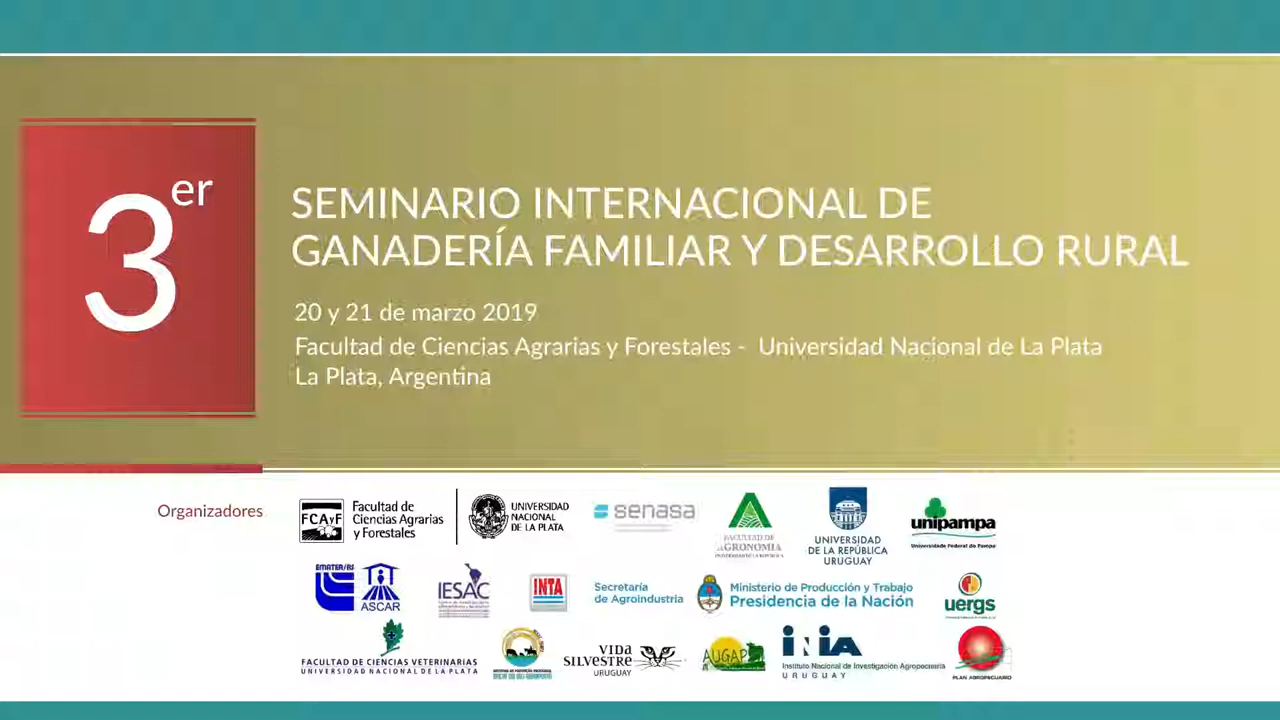 3er
SEMINARIO INTERNACIONAL DE
GANADERÍA FAMILIAR Y DESARROLLO RURAL
20 y 21 de marzo 2019
Facultad de Ciencias Agrarias y Forestales - Universidad Nacional de La Plata
La Plata, Argentina
Organizadores
FCAyF
Facultad de
Ciencias Agrarias
y Forestales
UNIVERSIDAD
NACIONAL
DE LA PLATA
senasa
FACULTAD DE
AGRONOMIA
UNIVERSIDAD
DE LA REPÚBLICA
URUGUAY
unipampa
Universidade Federal do Pampa
EMATER/RS
ASCAR
IESAC
INTA
Secretaría
de Agroindustria
Ministerio de Producción y Trabajo
Presidencia de la Nación
uergs
FACULTAD DE CIENCIAS VETERINARIAS
UNIVERSIDAD NACIONAL DE LA PLATA
VIDA
SILVESTRE
URUGUAY
AUGAP
INIA
Instituto Nacional de Investigación Agropecuaria
URUGUAY
PLAN AGROPECUARIO